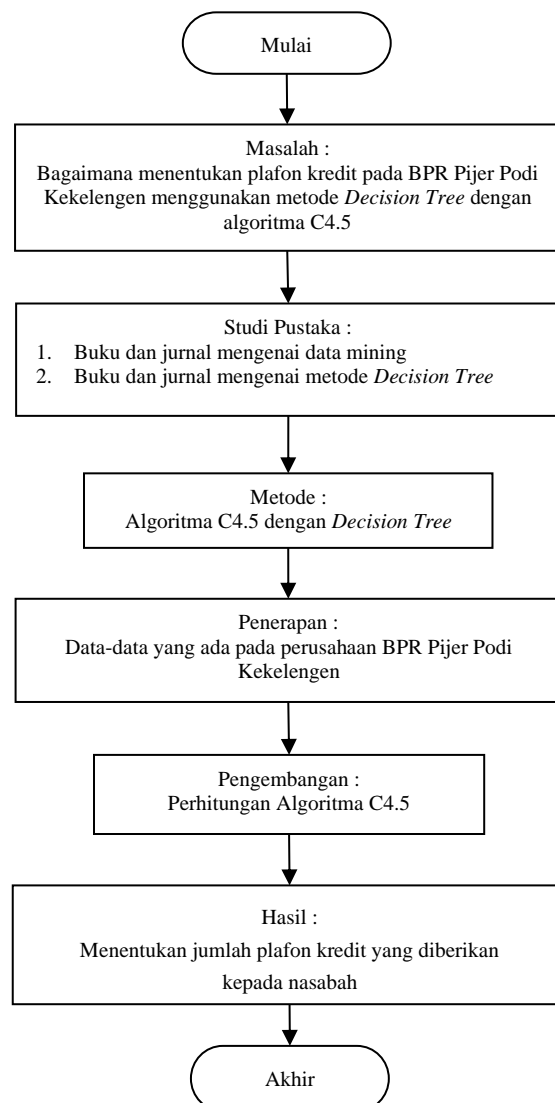 Mulai
Masalah :
Bagaimana menentukan plafon kredit pada BPR Pijer Podi
Kekelengen menggunakan metode Decision Tree dengan
algoritma C4.5
Studi Pustaka :
1. Buku dan jurnal mengenai data mining
2. Buku dan jurnal mengenai metode Decision Tree
Metode :
Algoritma C4.5 dengan Decision Tree
Penerapan :
Data-data yang ada pada perusahaan BPR Pijer Podi
Kekelengen
Pengembangan :
Perhitungan Algoritma C4.5
Hasil :
Menentukan jumlah plafon kredit yang diberikan
kepada nasabah
Akhir